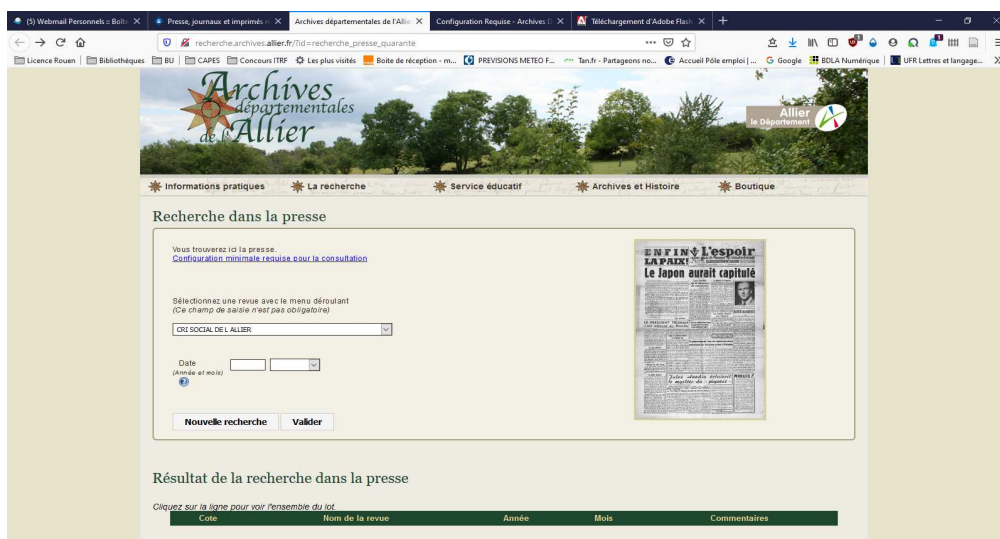 (5) Webmail Personnels :: Boîte
Presse, journaux et imprimés n
Archives départementales de l'Allie
Configuration Requise - Archives D
Téléchargement d'Adobe Flash
recherche.archives.allier.fr/?id=recherche_presse_quarante
Licence Rouen
Bibliothèques
BU
CAPES
Concours ITRF
Les plus visités
Boite de réception - m...
PREVISIONS METEO F...
Tan.fr - Partageons no...
Accueil Pôle emploi | ...
Google
BDLA Numérique
UFR Lettres et langage...
Archives
départementales
de l'Allier
Allier
le Département
Informations pratiques
La recherche
Service éducatif
Archives et Histoire
Boutique
Recherche dans la presse
Vous trouverez ici la presse.
Configuration minimale requise pour la consultation
Sélectionnez une revue avec le menu déroulant
(Ce champ de saisie n'est pas obligatoire)
CRI SOCIAL DE L ALLIER
Date
(Année et mois)
Nouvelle recherche
Valider
ENFIN
LA PAIX!
L'espoir
Le Japon aurait capitulé
Résultat de la recherche dans la presse
Cliquez sur la ligne pour voir l'ensemble du lot.
Cote
Nom de la revue
Année
Mois
Commentaires